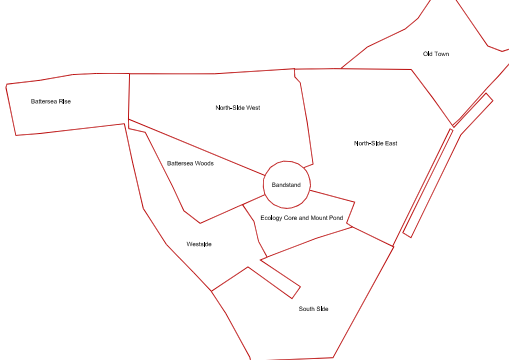 Old Town
Battersea Rise
North-Side West
North-Side East
Battersea Woods
Bandstand
Ecology Core and Mount Pond
Westside
South Side